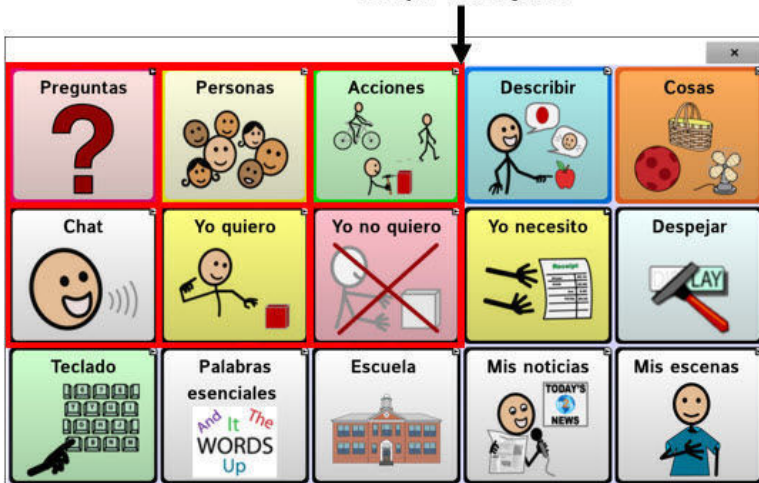 ×
Preguntas
Personas
Acciones
Describir
Cosas
Chat
Yo quiero
Yo no quiero
Yo necesito
Receipt
Despejar
LAY
Teclado
Palabras
esenciales
And It The
WORDS
Up
Escuela
Mis noticias
TODAY'S
NEWS
Mis escenas